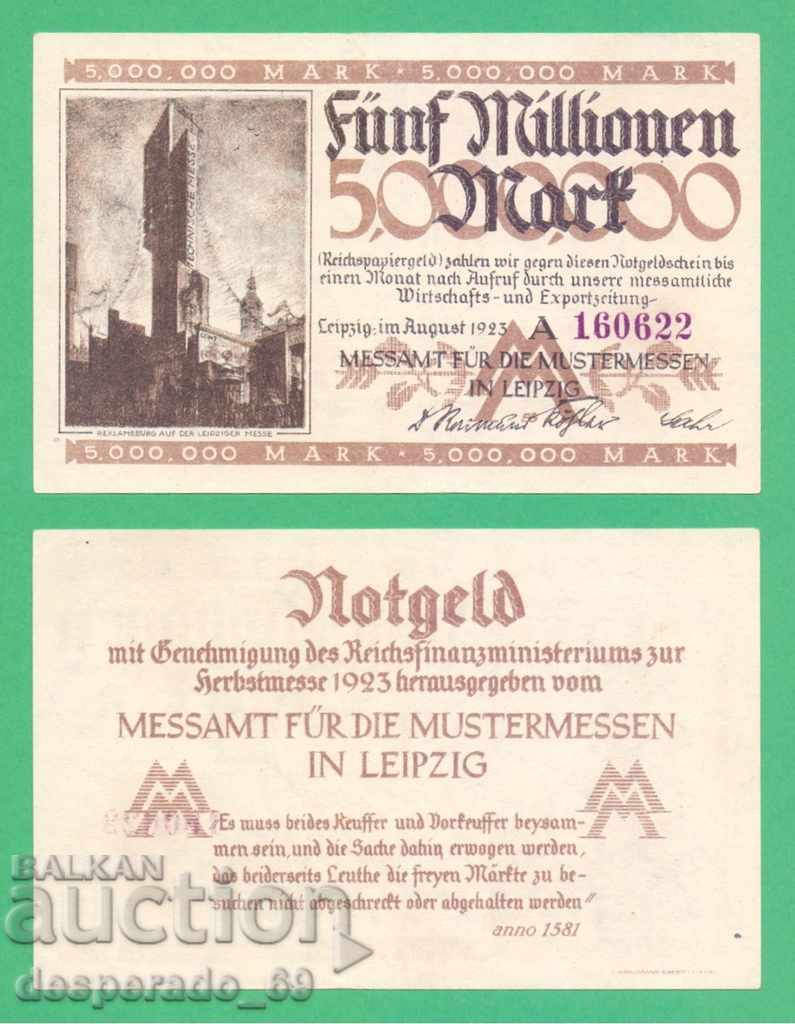 5,000,000 MARK · 5,000,000 MARK
TECHNISCHE MESSE
REKLAMEBURG AUF DER LEIPZIGER MESSE
Fünf Millionen
5,000,000
Mark
(Reichspapiergeld) zahlen wir gegen diesen Notgeldschein bis
einen Monat nach Aufruf durch unsere messamtliche
Wirtschafts- und Exportzeitung
Leipzig, im August 1923 A 160622
MESSAMT FÜR DIE MUSTERMESSEN
IN LEIPZIG
5,000,000 MARK · 5,000,000 MARK
Notgeld
mit Genehmigung des Reichsfinanzministeriums zur
Herbstmesse 1923 herausgegeben vom
MESSAMT FÜR DIE MUSTERMESSEN
IN LEIPZIG
„Es muss beides Keuffer und Vorkeuffer beysam-
men sein, und die Sache dahin erwogen werden,
das beiderseits Leuthe die freyen Märkte zu be-
suchen nicht abgeschreckt oder abgehalten werden"
anno 1581
BALKAN
auction
desperado_69